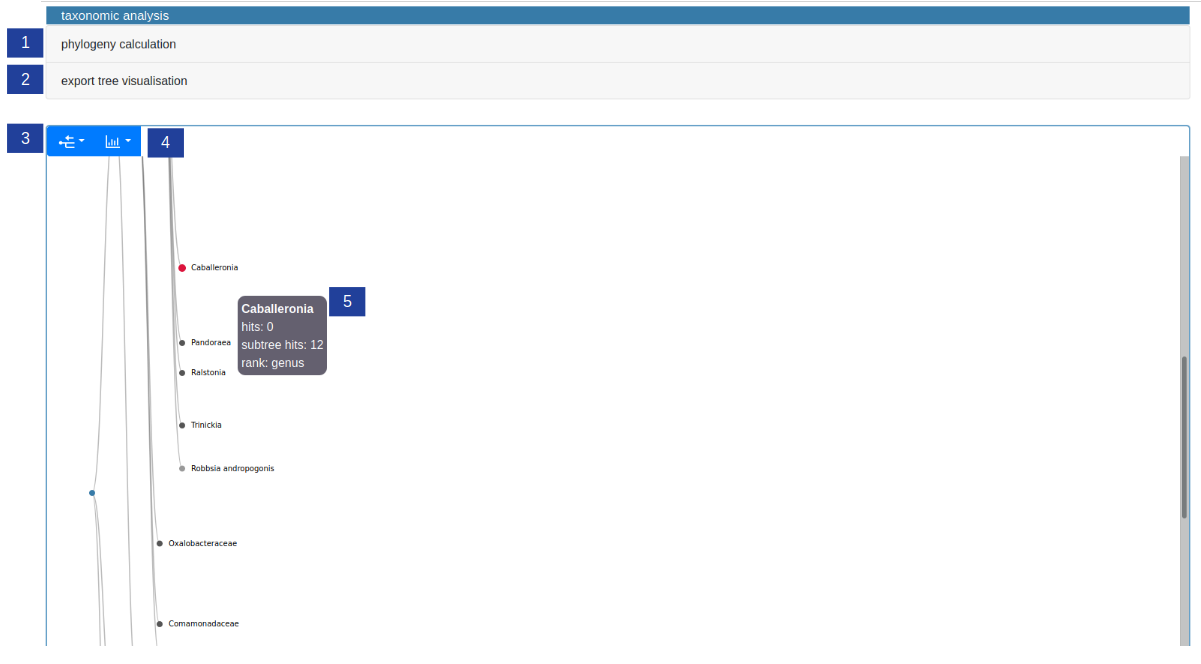 taxonomic analysis
1
phylogeny calculation
2
export tree visualisation
3
4
Caballeronia
5
Caballeronia
hits: 0
subtree hits: 12
rank: genus
Pandoraea
Ralstonia
Trinickia
Robbsia andropogonis
Oxalobacteraceae
Comamonadaceae